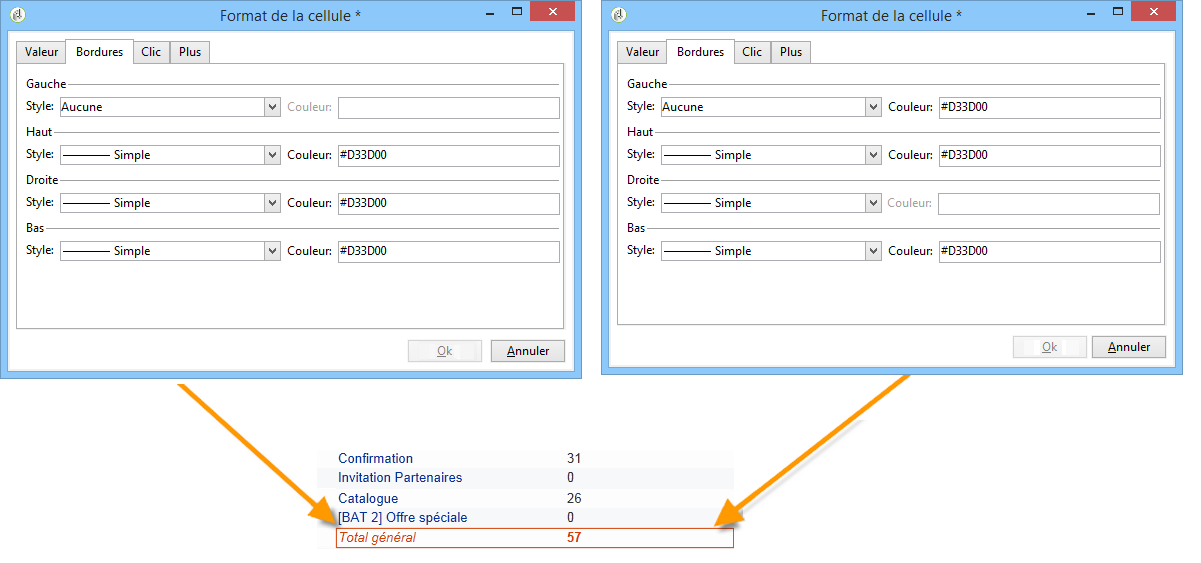 Format de la cellule *
Valeur Bordures Clic Plus
Gauche
Style: Aucune Couleur:
Haut
Style: Simple Couleur: #D33D00
Droite
Style: Simple Couleur: #D33D00
Bas
Style: Simple Couleur: #D33D00
Ok Annuler
Format de la cellule *
Valeur Bordures Clic Plus
Gauche
Style: Aucune Couleur: #D33D00
Haut
Style: Simple Couleur: #D33D00
Droite
Style: Simple Couleur:
Bas
Style: Simple Couleur: #D33D00
Ok Annuler
Confirmation 31
Invitation Partenaires 0
Catalogue 26
[BAT 2] Offre spéciale 0
Total général 57